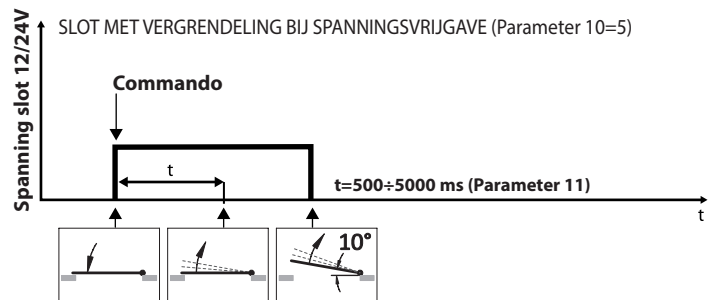 SLOT MET VERGRENDELING BIJ SPANNINGSVRIJGAVE (Parameter 10=5)
Spanning slot 12/24V
Commando
t
t=500÷5000 ms (Parameter 11)
t
10°